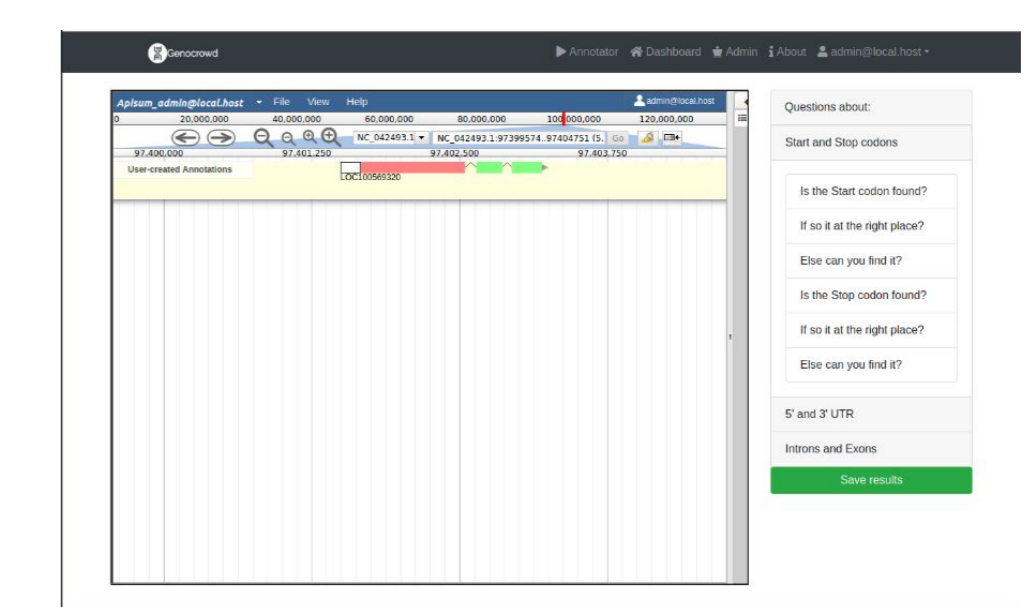 Genocrowd
Annotator Dashboard Admin About admin@local.host
Apisum_admin@local.host File View Help admin@local.host
0 20,000,000 40,000,000 60,000,000 80,000,000 100,000,000 120,000,000
NC_042493.1 NC_042493.1:97399574..97404751 (5. Go
97,400,000 97,401,250 97,402,500 97,403,750
User-created Annotations
LOC100569320
Questions about:
Start and Stop codons
Is the Start codon found?
If so it at the right place?
Else can you find it?
Is the Stop codon found?
If so it at the right place?
Else can you find it?
5' and 3' UTR
Introns and Exons
Save results